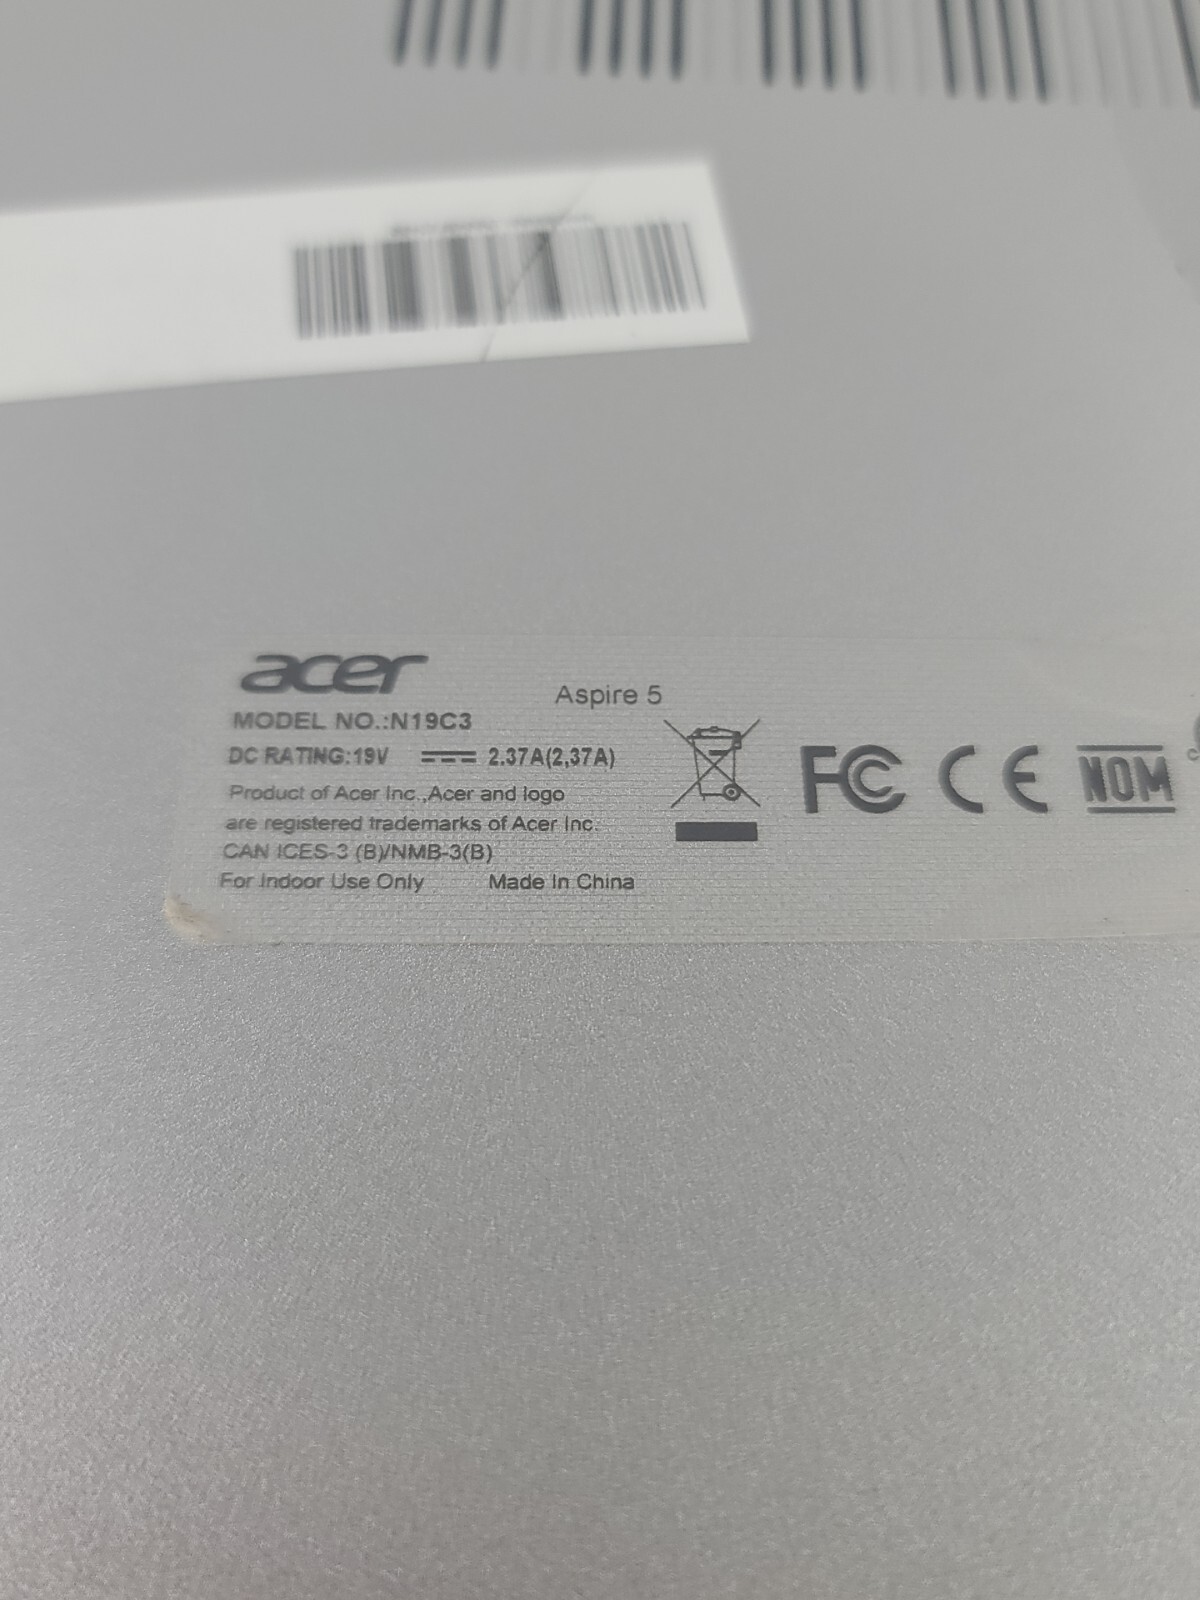 acer
Aspire 5
MODEL NO.:N19C3
DC RATING:19V 2.37A(2,37A)
Product of Acer Inc.,Acer and logo
are registered trademarks of Acer Inc.
CAN ICES-3 (B)/NMB-3(B)
For Indoor Use Only Made In China
FC CE NOM